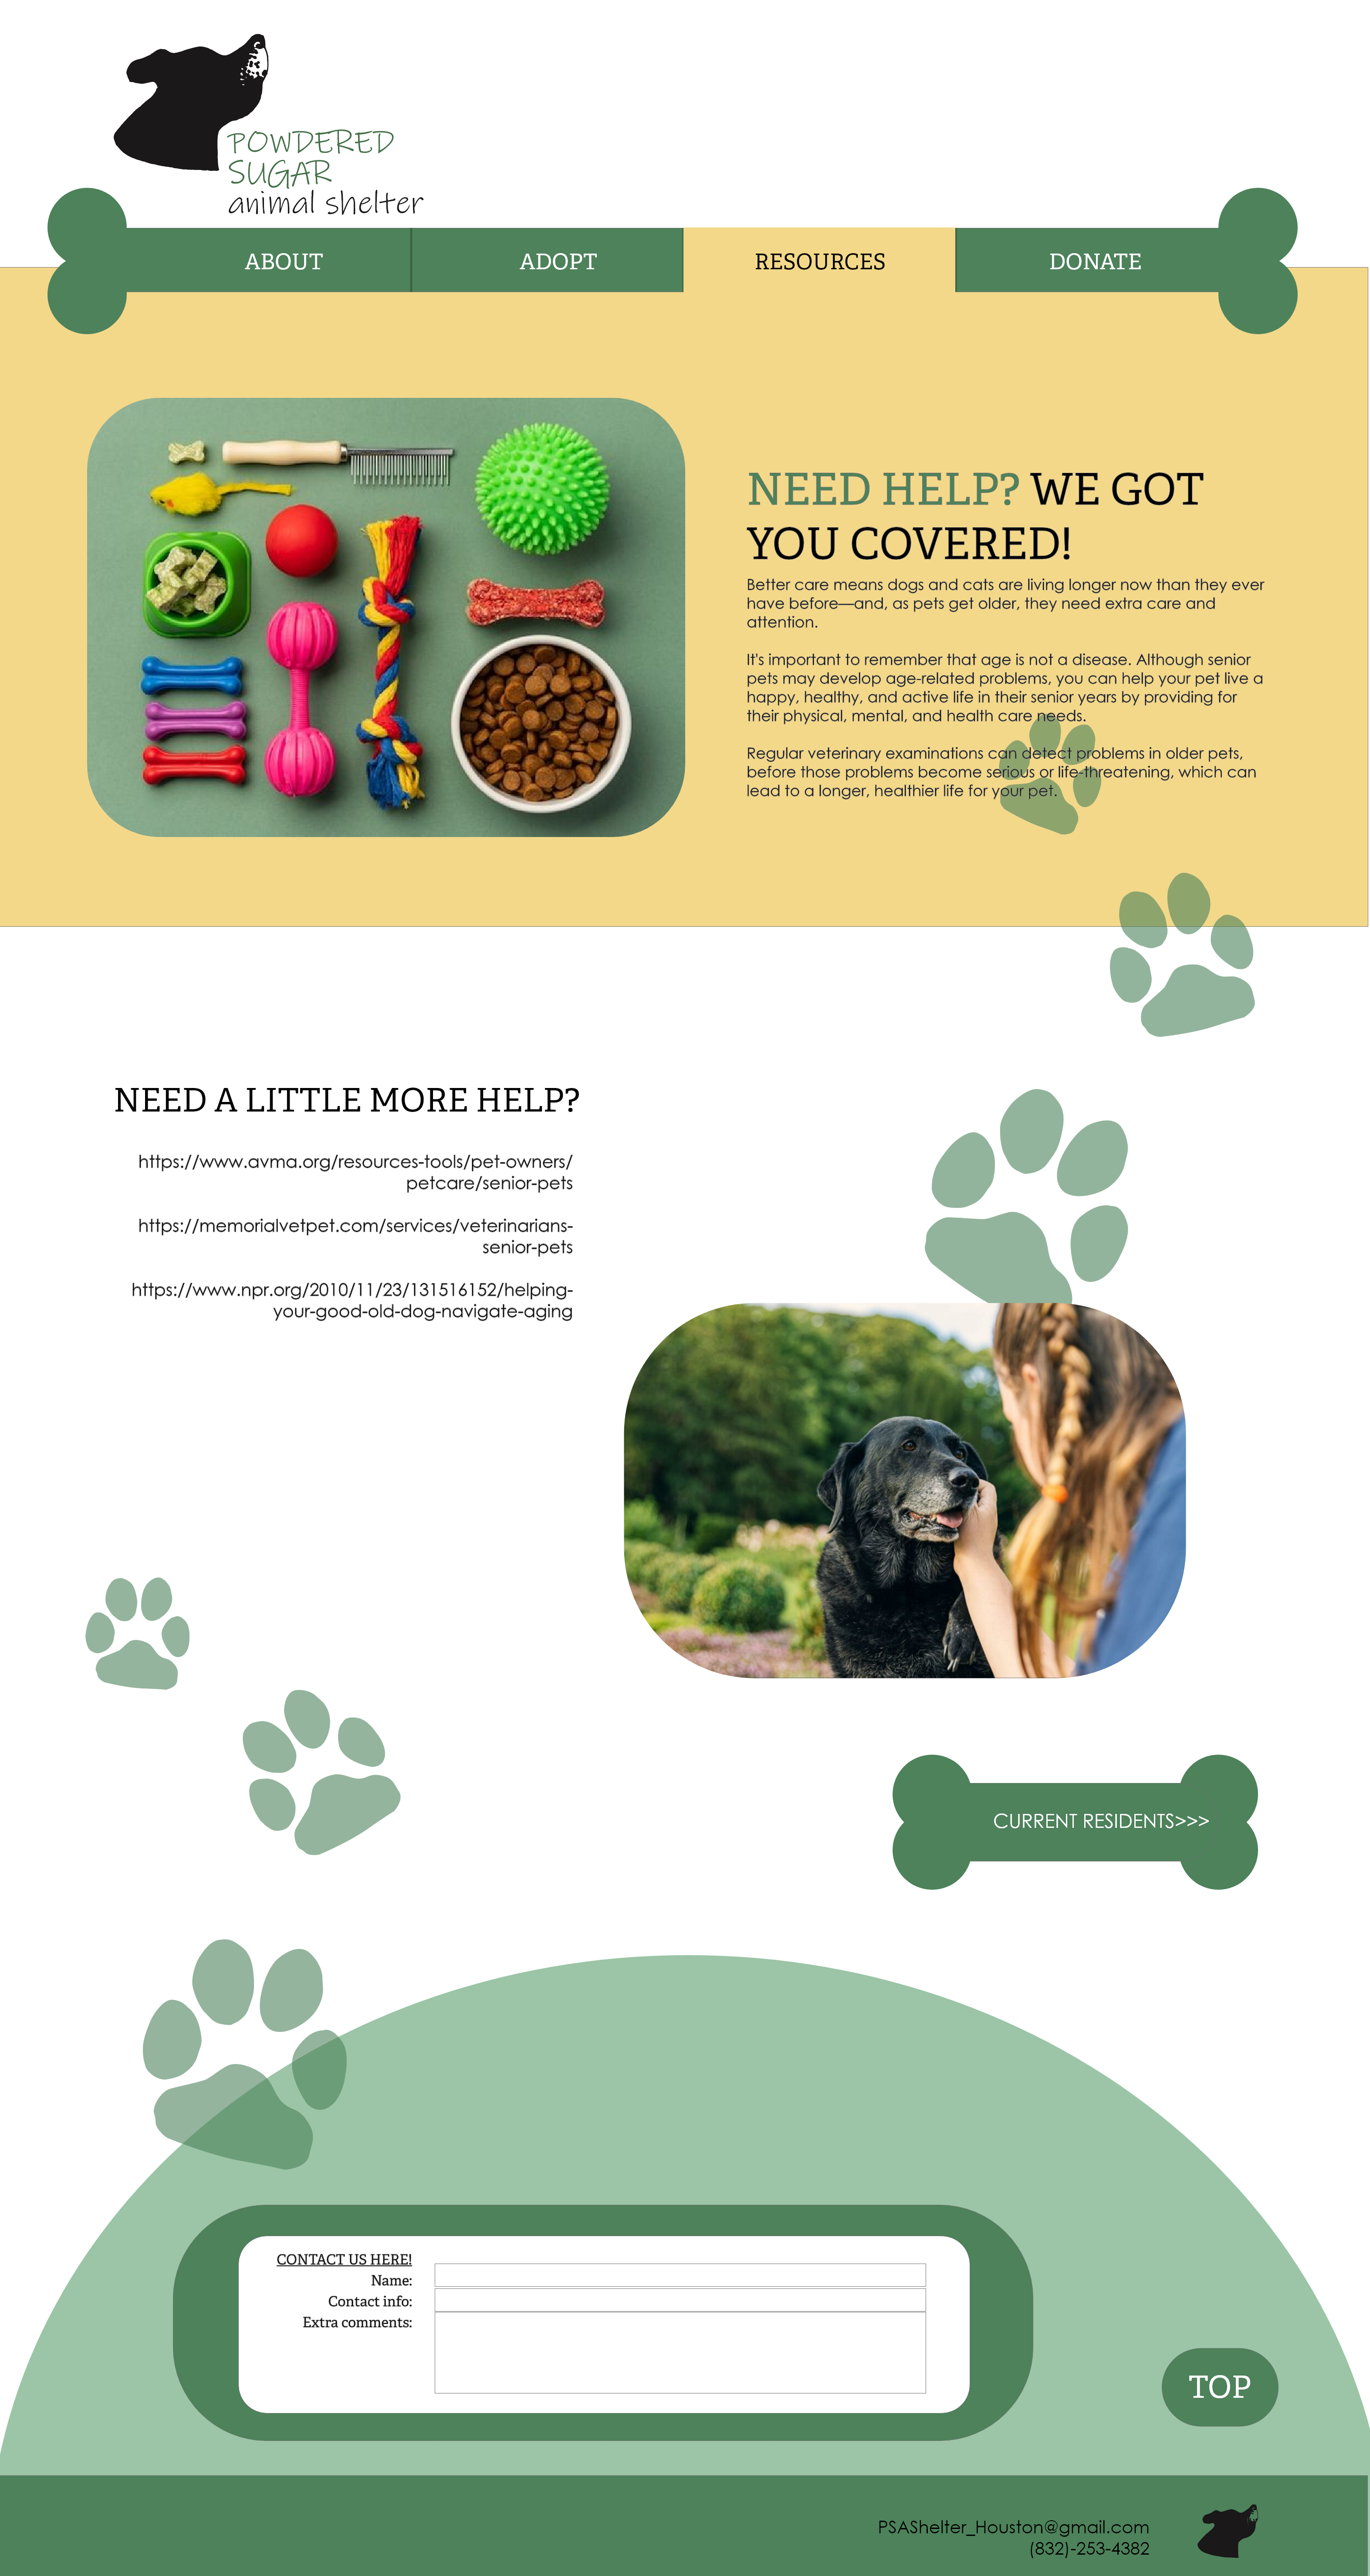 POWDERED
SUGAR
animal shelter
ABOUT
ADOPT
RESOURCES
DONATE
NEED HELP? WE GOT
YOU COVERED!
Better care means dogs and cats are living longer now than they ever
have before—and, as pets get older, they need extra care and
attention.
It's important to remember that age is not a disease. Although senior
pets may develop age-related problems, you can help your pet live a
happy, healthy, and active life in their senior years by providing for
their physical, mental, and health care needs.
Regular veterinary examinations can detect problems in older pets,
before those problems become serious or life-threatening, which can
lead to a longer, healthier life for your pet.
NEED A LITTLE MORE HELP?
https://www.avma.org/resources-tools/pet-owners/
petcare/senior-pets
https://memorialvetpet.com/services/veterinarians-
senior-pets
https://www.npr.org/2010/11/23/131516152/helping-
your-good-old-dog-navigate-aging
CURRENT RESIDENTS>>>
CONTACT US HERE!
Name:
Contact info:
Extra comments:
TOP
PSAShelter_Houston@gmail.com
(832)-253-4382